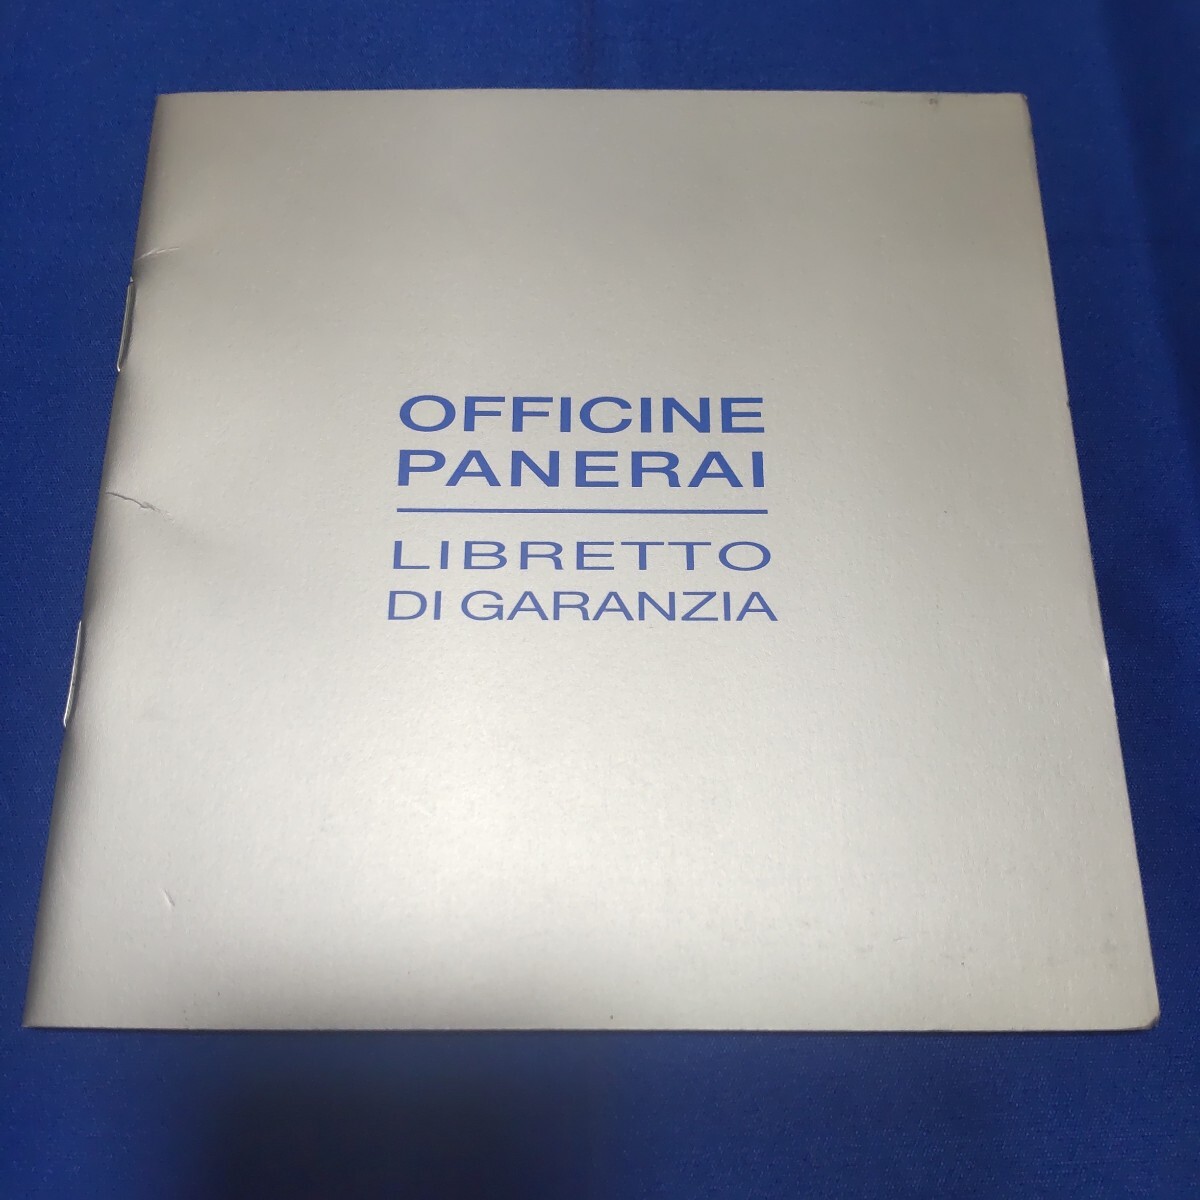 OFFICINE
PANERAI
LIBRETTO
DI GARANZIA